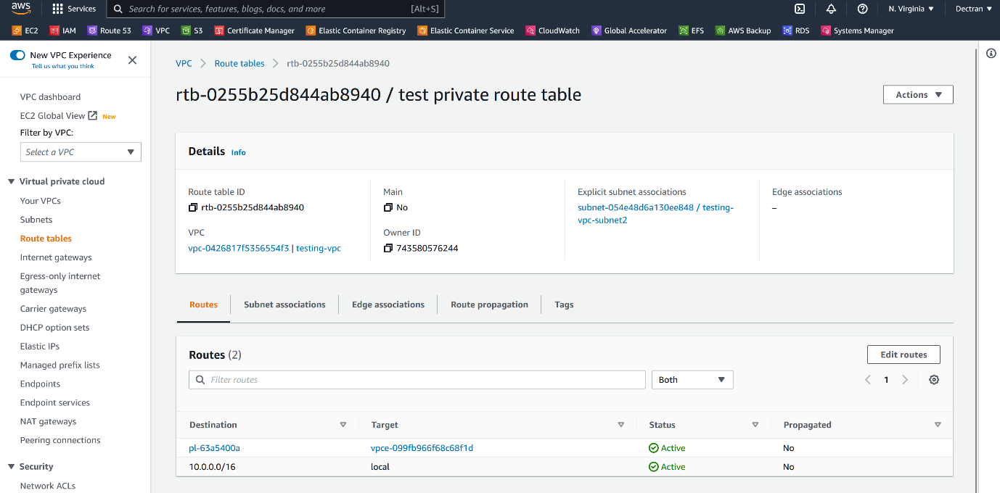 aws
Services
Search for services, features, blogs, docs, and more [Alt+S]
N. Virginia ▼
Dectran ▼
EC2 IAM Route 53 VPC S3 Certificate Manager Elastic Container Registry Elastic Container Service CloudWatch Global Accelerator EFS AWS Backup RDS Systems Manager
New VPC Experience
Tell us what you think
VPC dashboard
EC2 Global View New
Filter by VPC:
Select a VPC
Virtual private cloud
Your VPCs
Subnets
Route tables
Internet gateways
Egress-only internet
gateways
Carrier gateways
DHCP option sets
Elastic IPs
Managed prefix lists
Endpoints
Endpoint services
NAT gateways
Peering connections
Security
Network ACLs
VPC > Route tables > rtb-0255b25d844ab8940
rtb-0255b25d844ab8940 / test private route table
Actions ▼
Details Info
Route table ID
rtb-0255b25d844ab8940
VPC
vpc-0426817f5356554f3 | testing-vpc
Main
No
Owner ID
743580576244
Explicit subnet associations
subnet-054e48d6a130ee848 / testing-
vpc-subnet2
Edge associations
–
Routes Subnet associations Edge associations Route propagation Tags
Routes (2)
Edit routes
Filter routes
Both
1
Destination Target Status Propagated
pl-63a5400a vpce-099fb966f68c68f1d Active No
10.0.0.0/16 local Active No